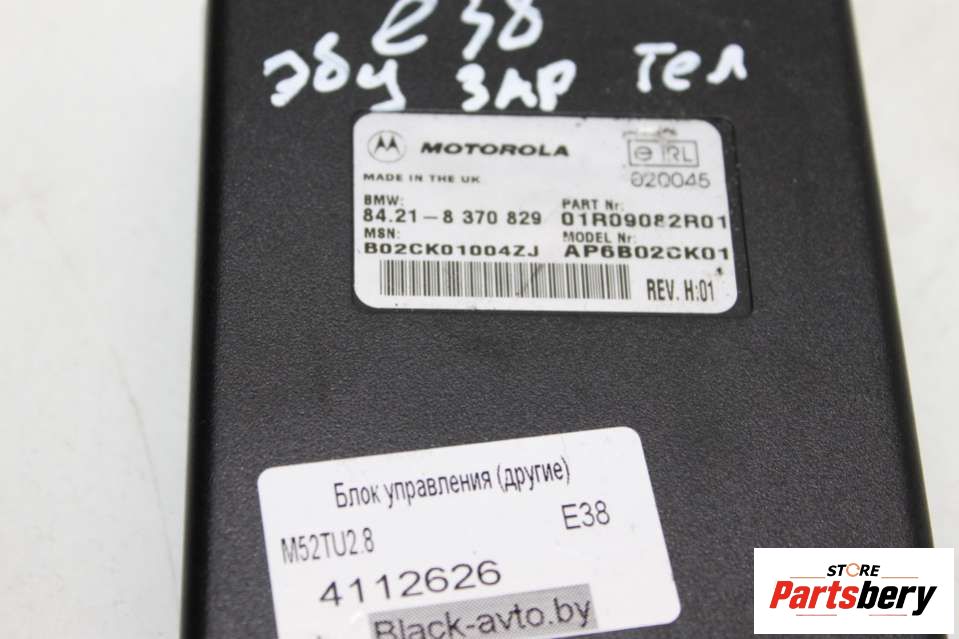 e38
эбу зар тел
MOTOROLA
e IRL
MADE IN THE UK
020045
BMW:
84.21-8 370 829
PART Nr:
01R09082R01
MSN:
B02CK01004ZJ
MODEL Nr:
AP6B02CK01
REV. H:01
Блок управления (другие)
M52TU2.8
E38
4112626
Black-avto.by
STORE
Partsbery